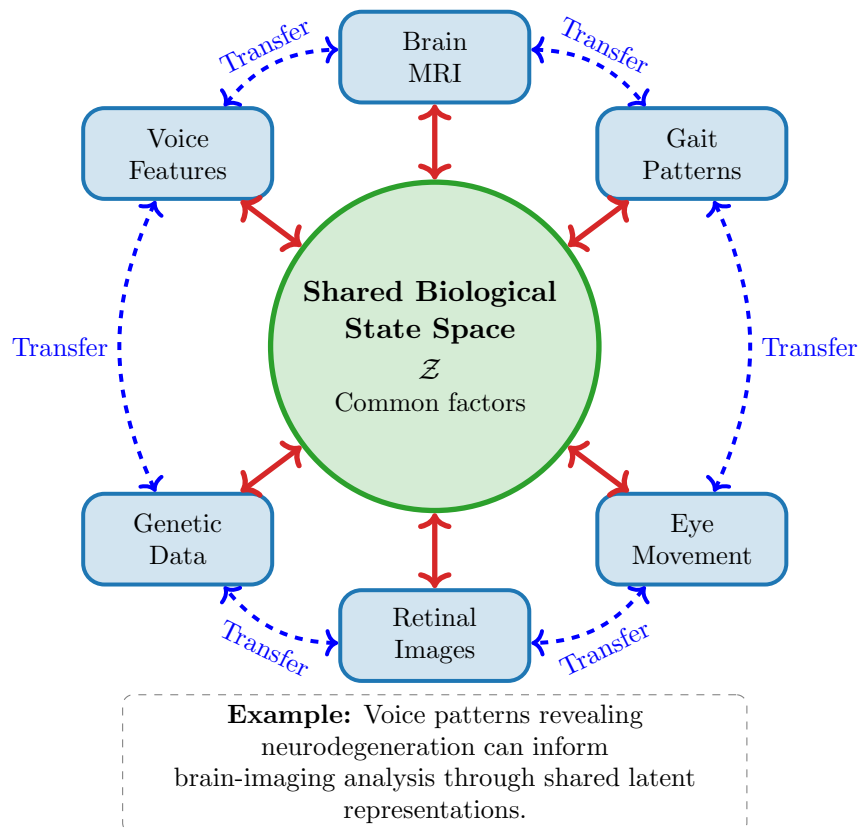 Transfer
Brain
MRI
Transfer
Voice
Features
Gait
Patterns
Shared Biological
State Space
𝒵
Common factors
Transfer
Transfer
Genetic
Data
Eye
Movement
Retinal
Images
Transfer
Transfer
Example: Voice patterns revealing
neurodegeneration can inform
brain-imaging analysis through shared latent
representations.